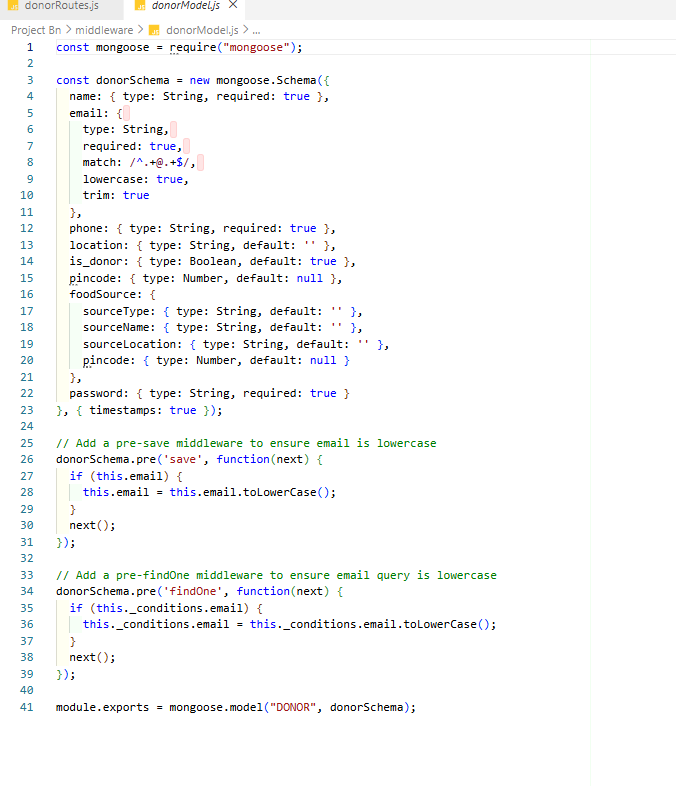 donorRoutes.js donorModel.js
Project Bn > middleware > donorModel.js > ...
1 const mongoose = require("mongoose");
2
3 const donorSchema = new mongoose.Schema({
4 name: { type: String, required: true },
5 email: {
6 type: String,
7 required: true,
8 match: /^.+@.+$/,
9 lowercase: true,
10 trim: true
11 },
12 phone: { type: String, required: true },
13 location: { type: String, default: '' },
14 is_donor: { type: Boolean, default: true },
15 pincode: { type: Number, default: null },
16 foodSource: {
17 sourceType: { type: String, default: '' },
18 sourceName: { type: String, default: '' },
19 sourceLocation: { type: String, default: '' },
20 pincode: { type: Number, default: null }
21 },
22 password: { type: String, required: true }
23 }, { timestamps: true });
24
25 // Add a pre-save middleware to ensure email is lowercase
26 donorSchema.pre('save', function(next) {
27 if (this.email) {
28 this.email = this.email.toLowerCase();
29 }
30 next();
31 });
32
33 // Add a pre-findOne middleware to ensure email query is lowercase
34 donorSchema.pre('findOne', function(next) {
35 if (this._conditions.email) {
36 this._conditions.email = this._conditions.email.toLowerCase();
37 }
38 next();
39 });
40
41 module.exports = mongoose.model("DONOR", donorSchema);